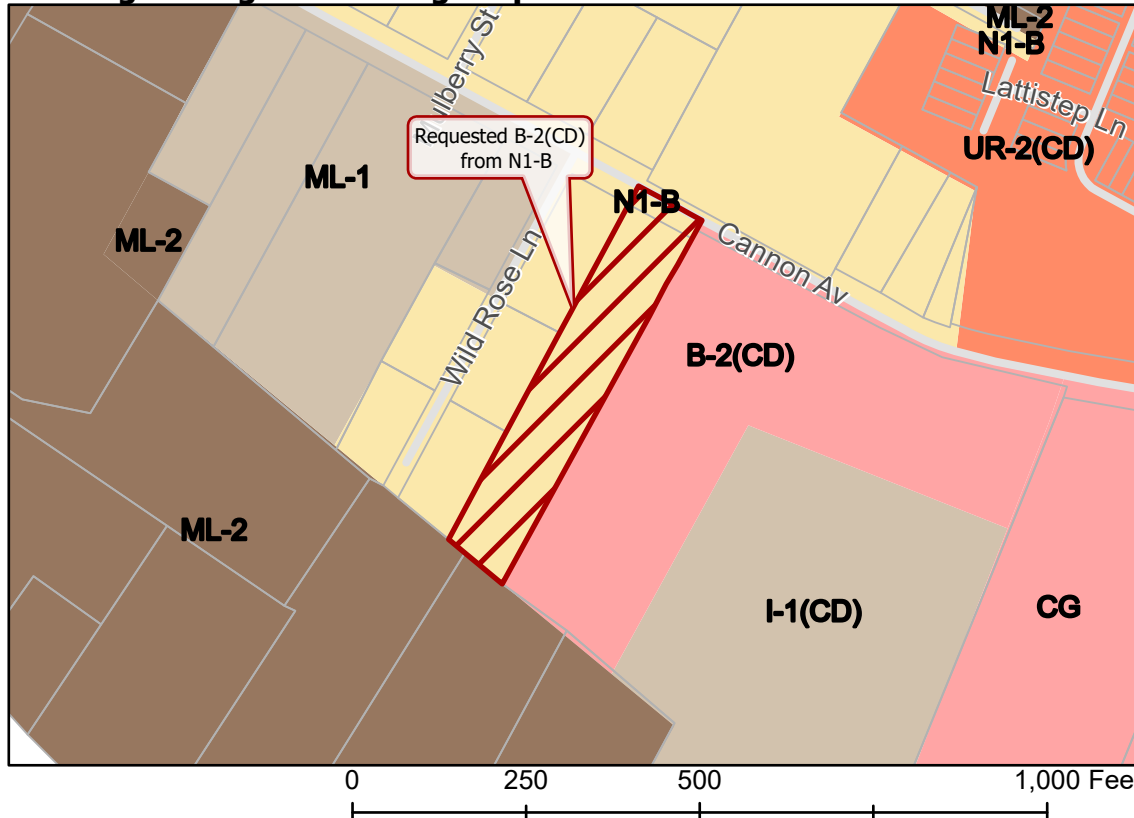 ML-2
N1-B
Lattistep Ln
UR-2(CD)
Requested B-2(CD)
from N1-B
ML-1
ML-2
N1-B
Cannon Av
Wild Rose Ln
B-2(CD)
ML-2
I-1(CD)
CG
0 250 500 1,000 Fee